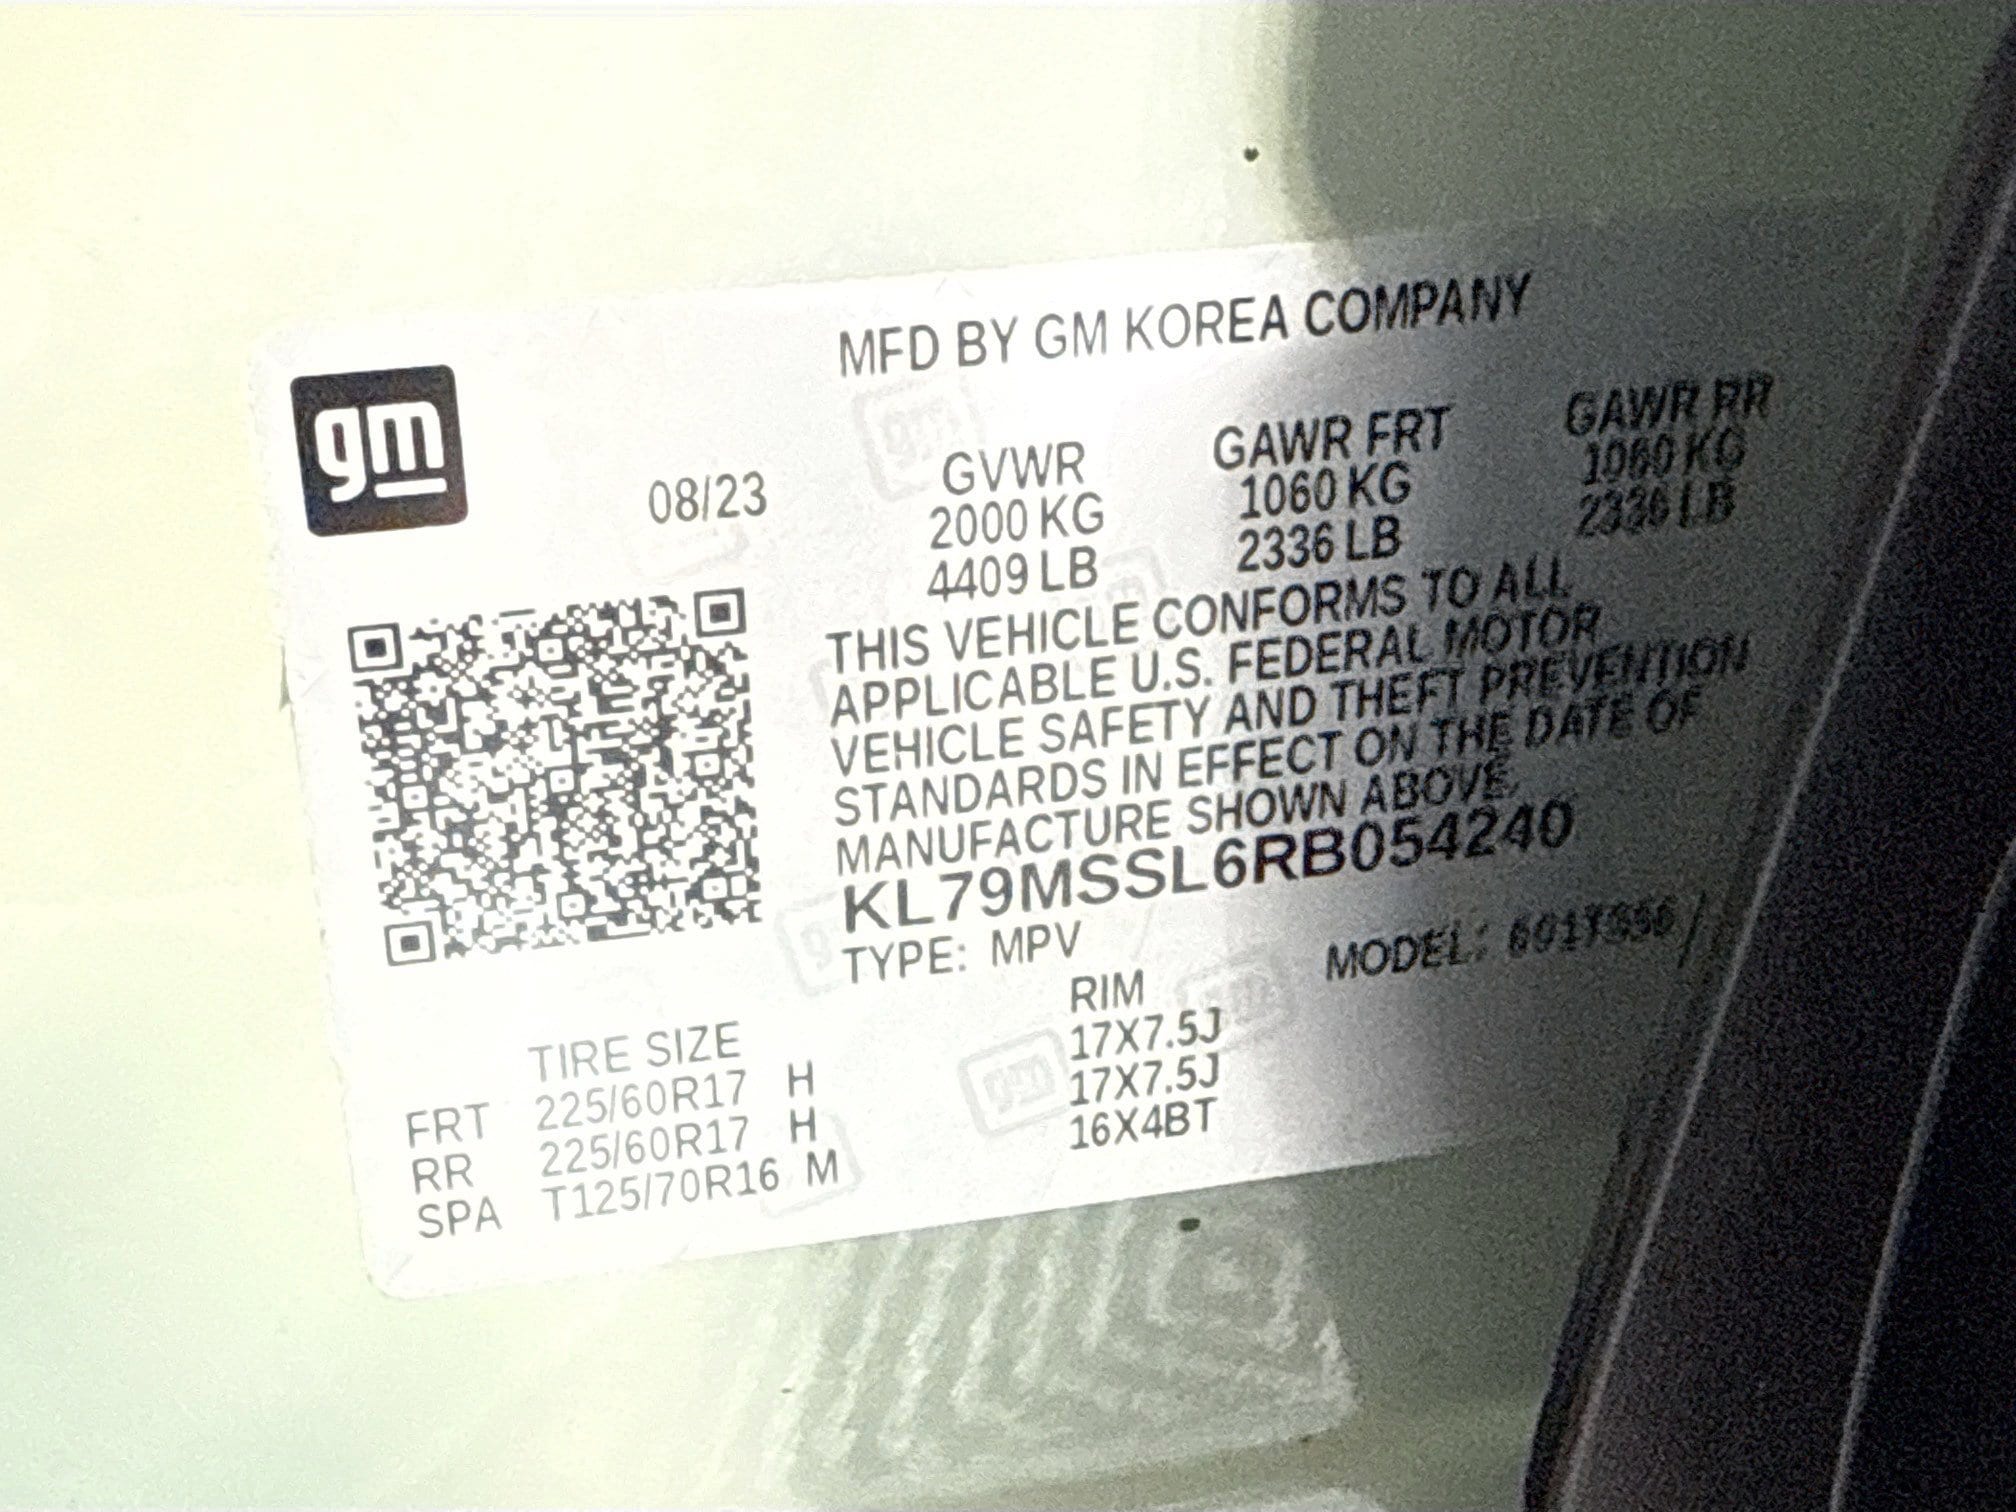 MFD BY GM KOREA COMPANY
gm
08/23
GVWR GAWR FRT GAWR RR
2000 KG 1060 KG 1060 KG
4409 LB 2336 LB 2336 LB
THIS VEHICLE CONFORMS TO ALL
APPLICABLE U.S. FEDERAL MOTOR
VEHICLE SAFETY AND THEFT PREVENTION
STANDARDS IN EFFECT ON THE DATE OF
MANUFACTURE SHOWN ABOVE.
KL79MSSL6RB054240
TYPE: MPV MODEL:
TIRE SIZE RIM
FRT 225/60R17 H 17X7.5J
RR 225/60R17 H 17X7.5J
SPA T125/70R16 M 16X4BT